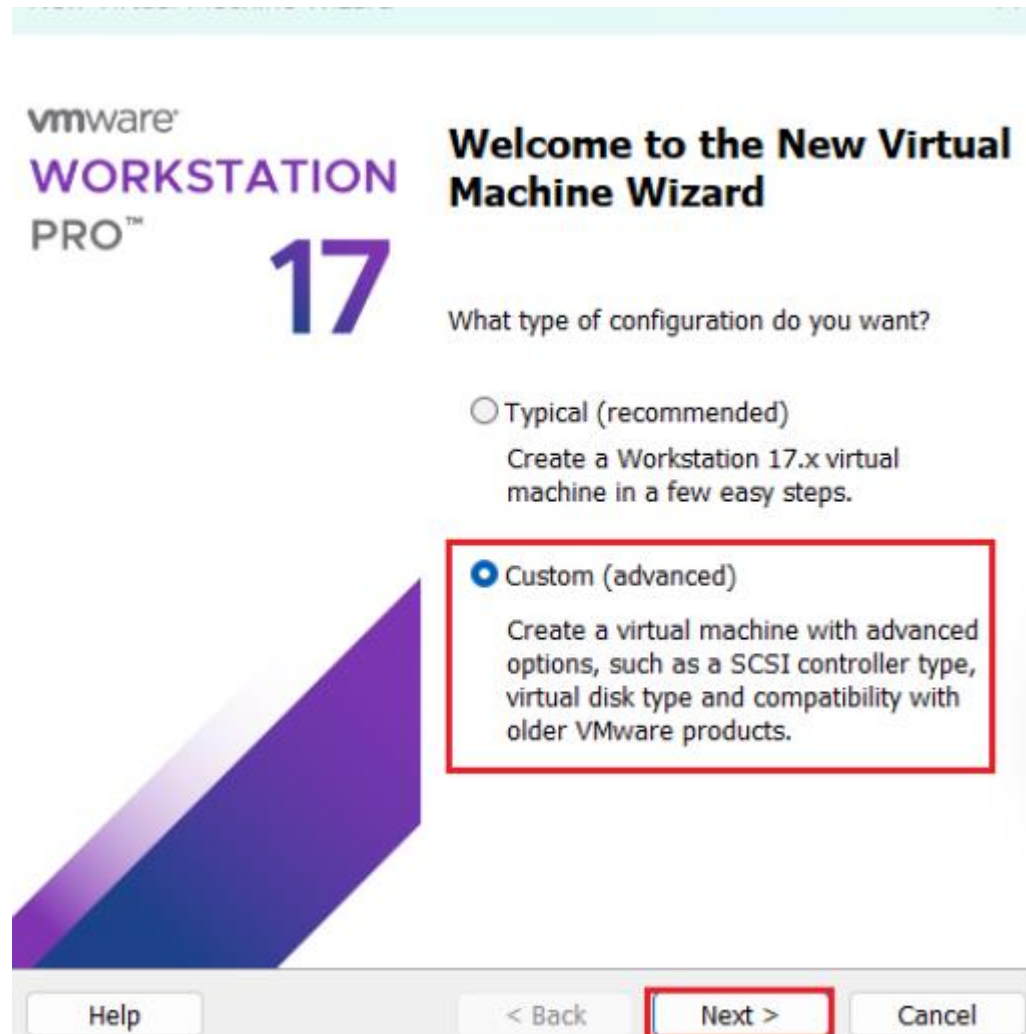 vmware
WORKSTATION
PRO™
17
Welcome to the New Virtual
Machine Wizard
What type of configuration do you want?
Typical (recommended)
Create a Workstation 17.x virtual
machine in a few easy steps.
Custom (advanced)
Create a virtual machine with advanced
options, such as a SCSI controller type,
virtual disk type and compatibility with
older VMware products.
Help
< Back
Next >
Cancel